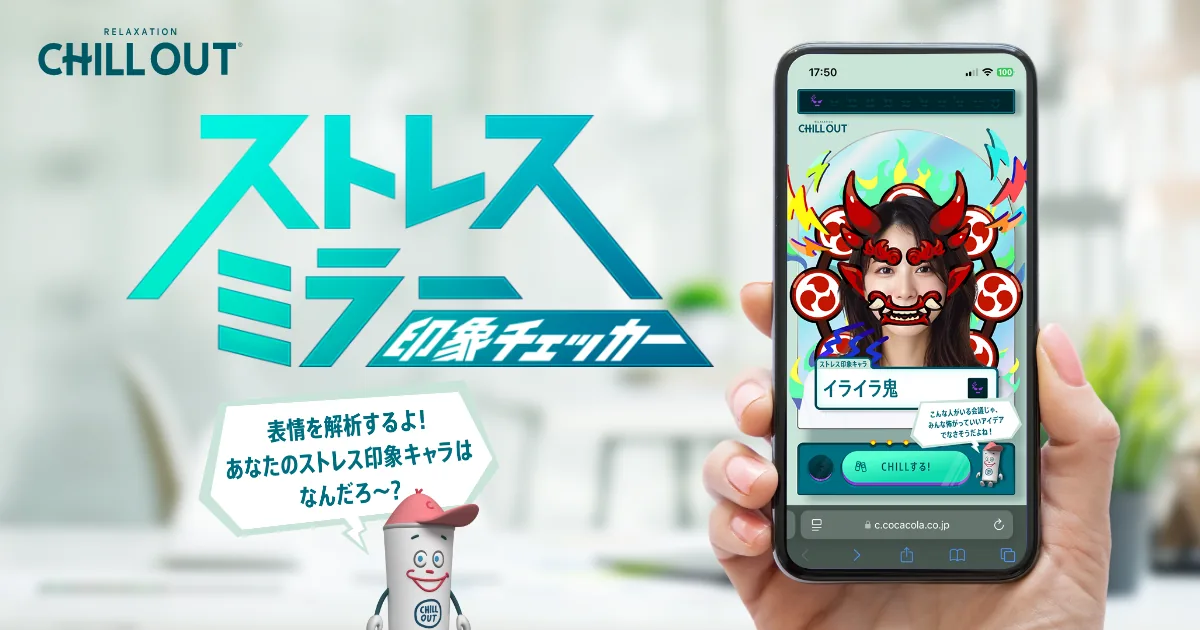 RELAXATION
CHILL OUT®
ストレス
ミラー
印象チェッカー
表情を解析するよ!
あなたのストレス印象キャラは
なんだろ〜?
C
CHILL
OUT
17:50
100
CHILL OUT
ストレス印象キャラ
イライラ鬼
こんな人がいる会議じゃ、
みんな怖がっていいアイデア
でなさそうだよね!
CHILLする!
c.cocacola.co.jp